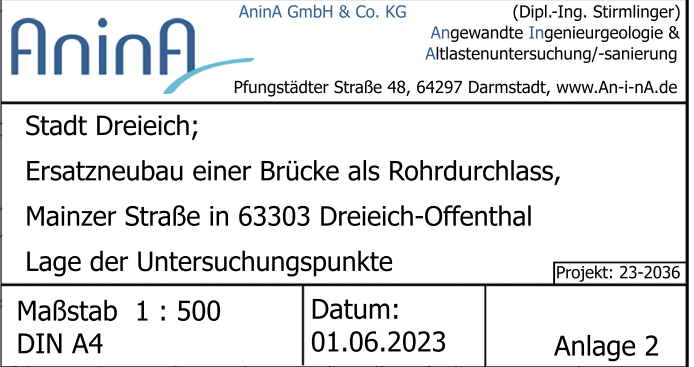 AninA
AninA GmbH & Co. KG
(Dipl.-Ing. Stirmlinger)
Angewandte Ingenieurgeologie &
Altlastenuntersuchung/-sanierung
Pfungstädter Straße 48, 64297 Darmstadt, www.An-i-nA.de
Stadt Dreieich;
Ersatzneubau einer Brücke als Rohrdurchlass,
Mainzer Straße in 63303 Dreieich-Offenthal
Lage der Untersuchungspunkte
Projekt: 23-2036
Maßstab 1 : 500
DIN A4
Datum:
01.06.2023
Anlage 2